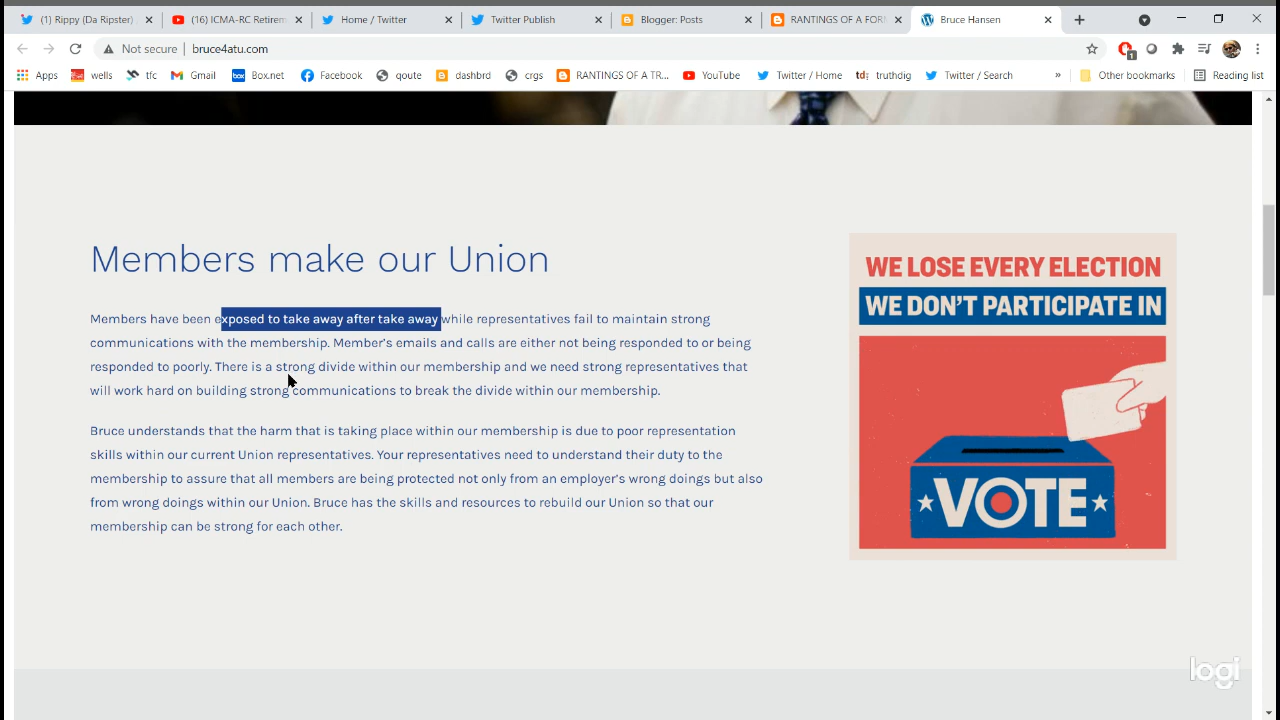 (1) Rippy (Da Ripster)
(16) ICMA-RC Retirem
Home / Twitter
Twitter Publish
Blogger: Posts
RANTINGS OF A FOR
Bruce Hansen
Not secure | bruce4atu.com
1
Apps
wells
tfc
Gmail
box
Box.net
Facebook
qoute
dashbrd
crgs
RANTINGS OF A TR...
YouTube
Twitter / Home
td:
truthdig
Twitter / Search
»
Other bookmarks
Reading list
Members make our Union
Members have been exposed to take away after take away while representatives fail to maintain strong
communications with the membership. Member's emails and calls are either not being responded to or being
responded to poorly. There is a strong divide within our membership and we need strong representatives that
will work hard on building strong communications to break the divide within our membership.
Bruce understands that the harm that is taking place within our membership is due to poor representation
skills within our current Union representatives. Your representatives need to understand their duty to the
membership to assure that all members are being protected not only from an employer's wrong doings but also
from wrong doings within our Union. Bruce has the skills and resources to rebuild our Union so that our
membership can be strong for each other.
WE LOSE EVERY ELECTION
WE DON'T PARTICIPATE IN
VOTE
logi